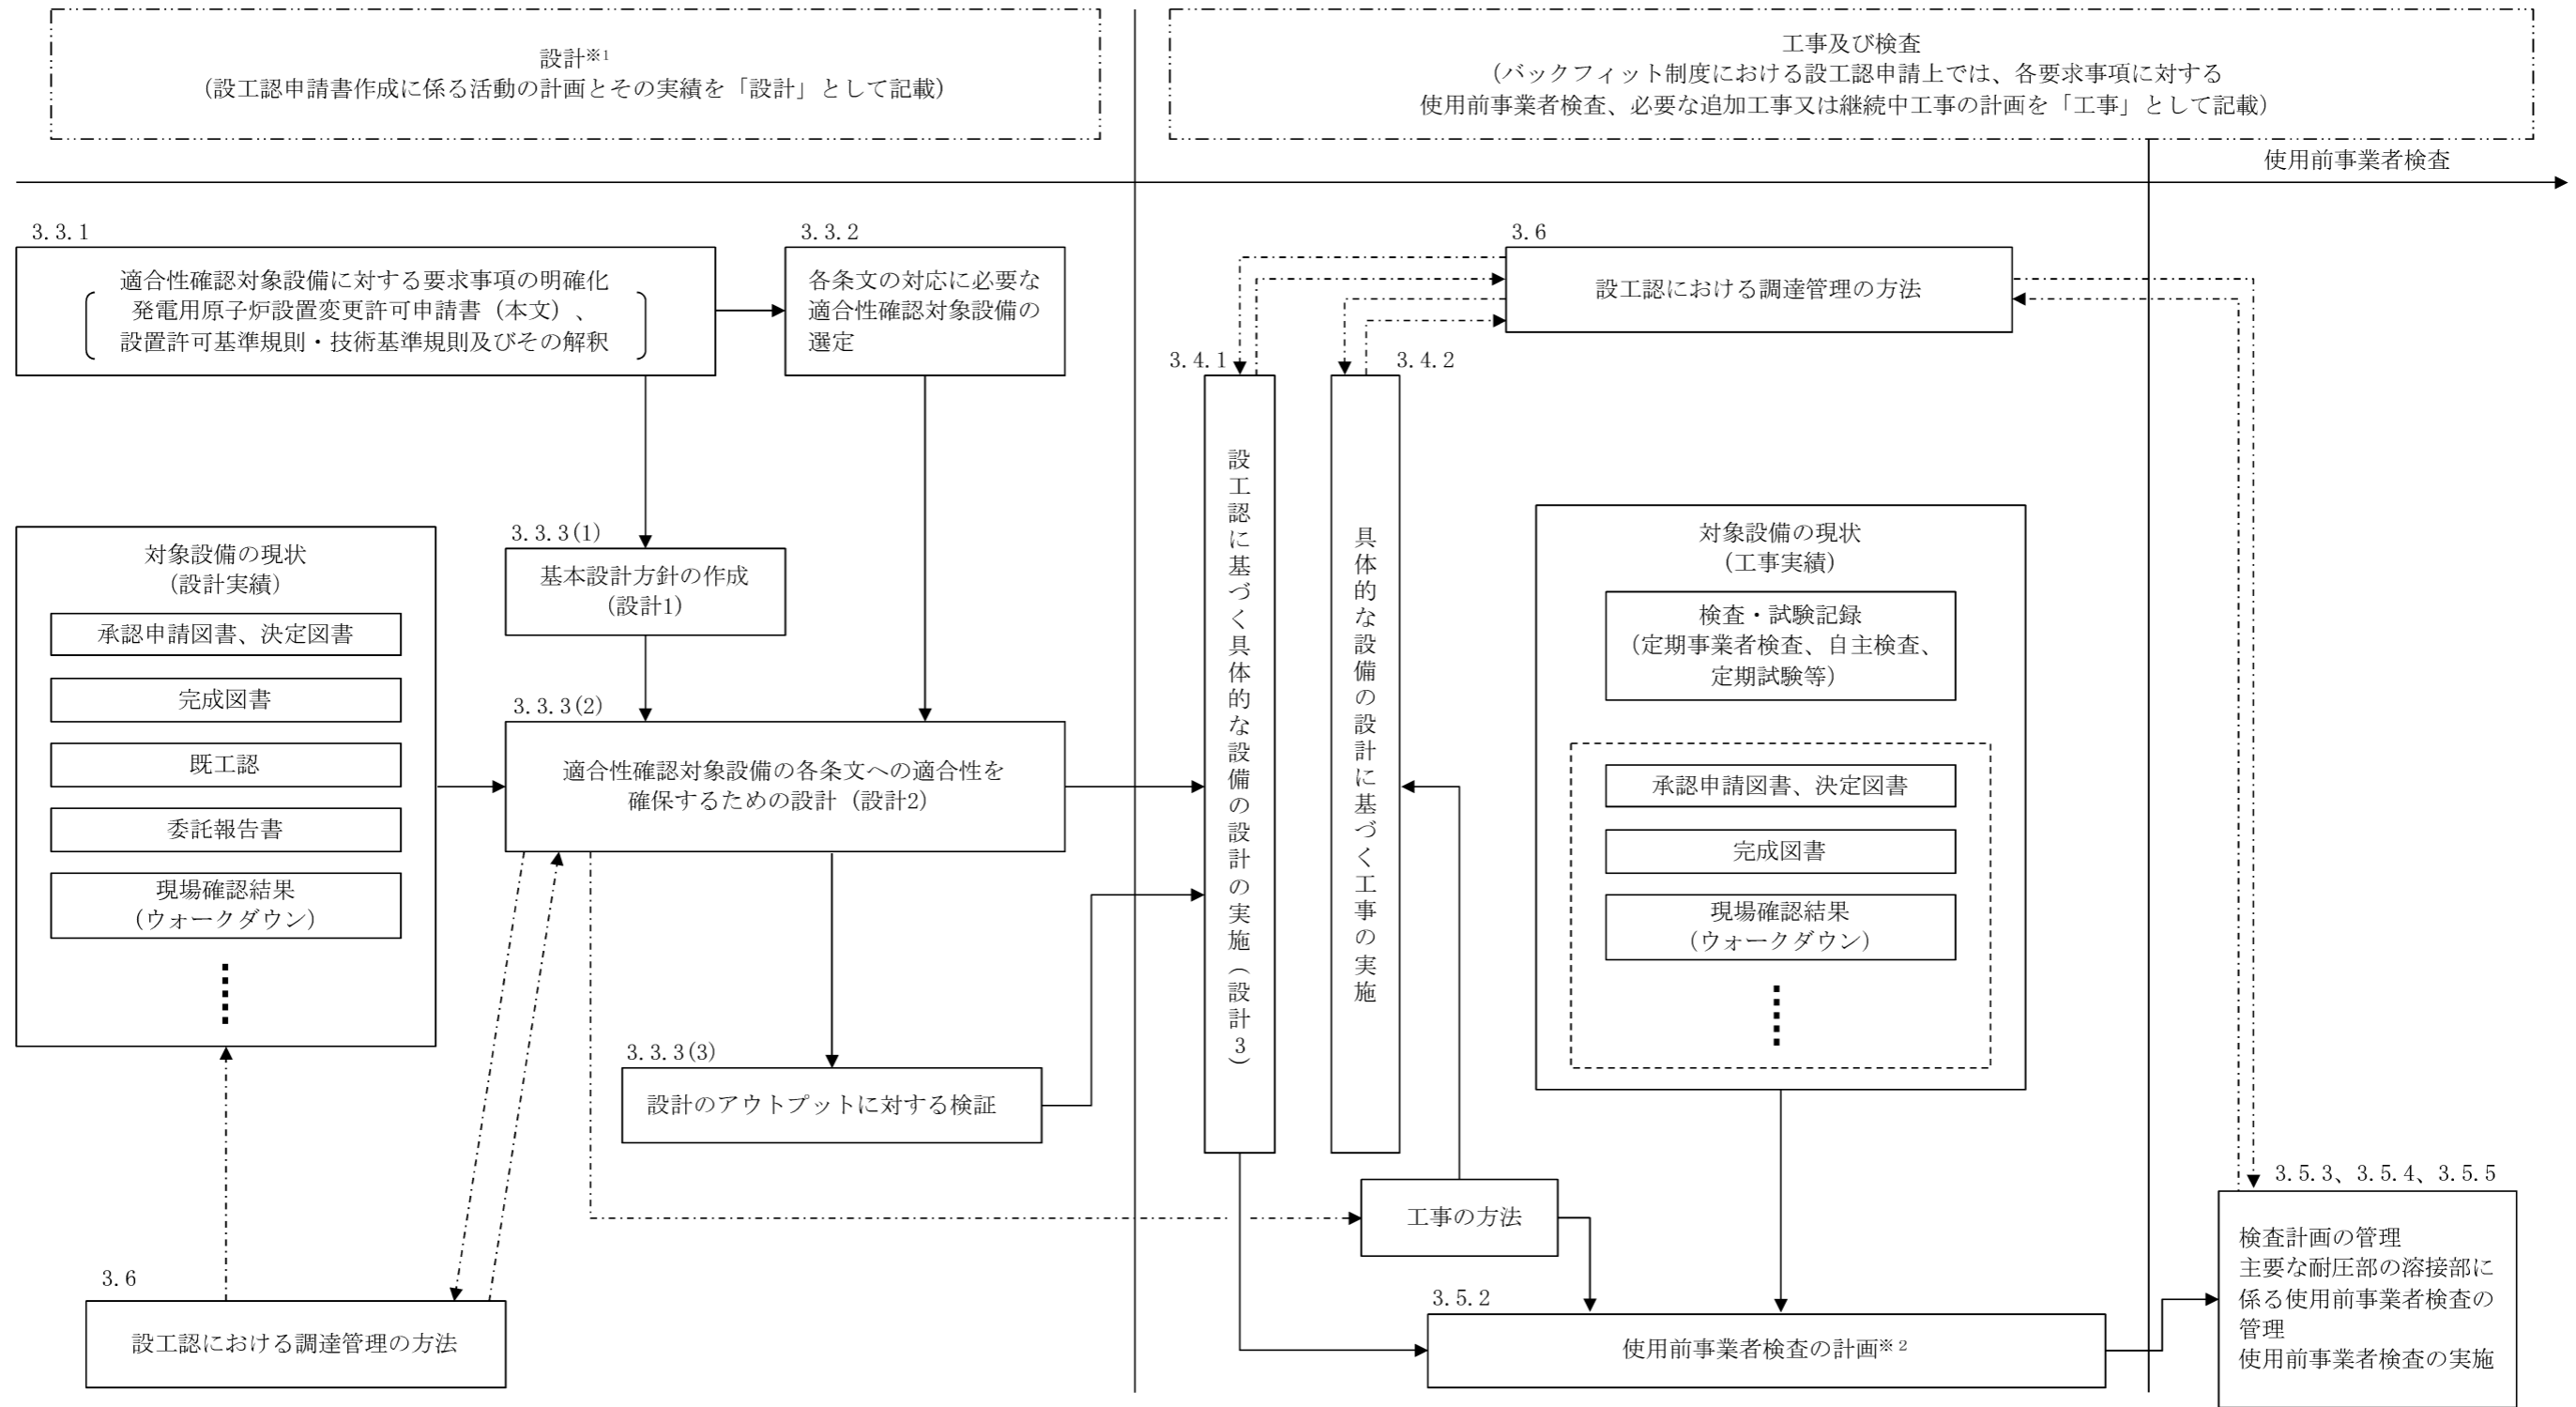 設計※1
（設工認申請書作成に係る活動の計画とその実績を「設計」として記載）
工事及び検査
（バックフィット制度における設工認申請上では、各要求事項に対する
使用前事業者検査、必要な追加工事又は継続中工事の計画を「工事」として記載）
使用前事業者検査
3.3.1
適合性確認対象設備に対する要求事項の明確化
発電用原子炉設置変更許可申請書（本文）、
設置許可基準規則・技術基準規則及びその解釈
3.3.2
各条文の対応に必要な
適合性確認対象設備の
選定
3.6
設工認における調達管理の方法
3.4.1
設工認に基づく具体的な設備の設計の実施（設計3）
3.4.2
具体的な設備の設計に基づく工事の実施
対象設備の現状
（設計実績）
承認申請図書、決定図書
完成図書
既工認
委託報告書
現場確認結果
（ウォークダウン）
3.3.3(1)
基本設計方針の作成
（設計1）
3.3.3(2)
適合性確認対象設備の各条文への適合性を
確保するための設計（設計2）
3.3.3(3)
設計のアウトプットに対する検証
対象設備の現状
（工事実績）
検査・試験記録
（定期事業者検査、自主検査、
定期試験等）
承認申請図書、決定図書
完成図書
現場確認結果
（ウォークダウン）
工事の方法
3.6
設工認における調達管理の方法
3.5.2
使用前事業者検査の計画※2
3.5.3、3.5.4、3.5.5
検査計画の管理
主要な耐圧部の溶接部に
係る使用前事業者検査の
管理
使用前事業者検査の実施